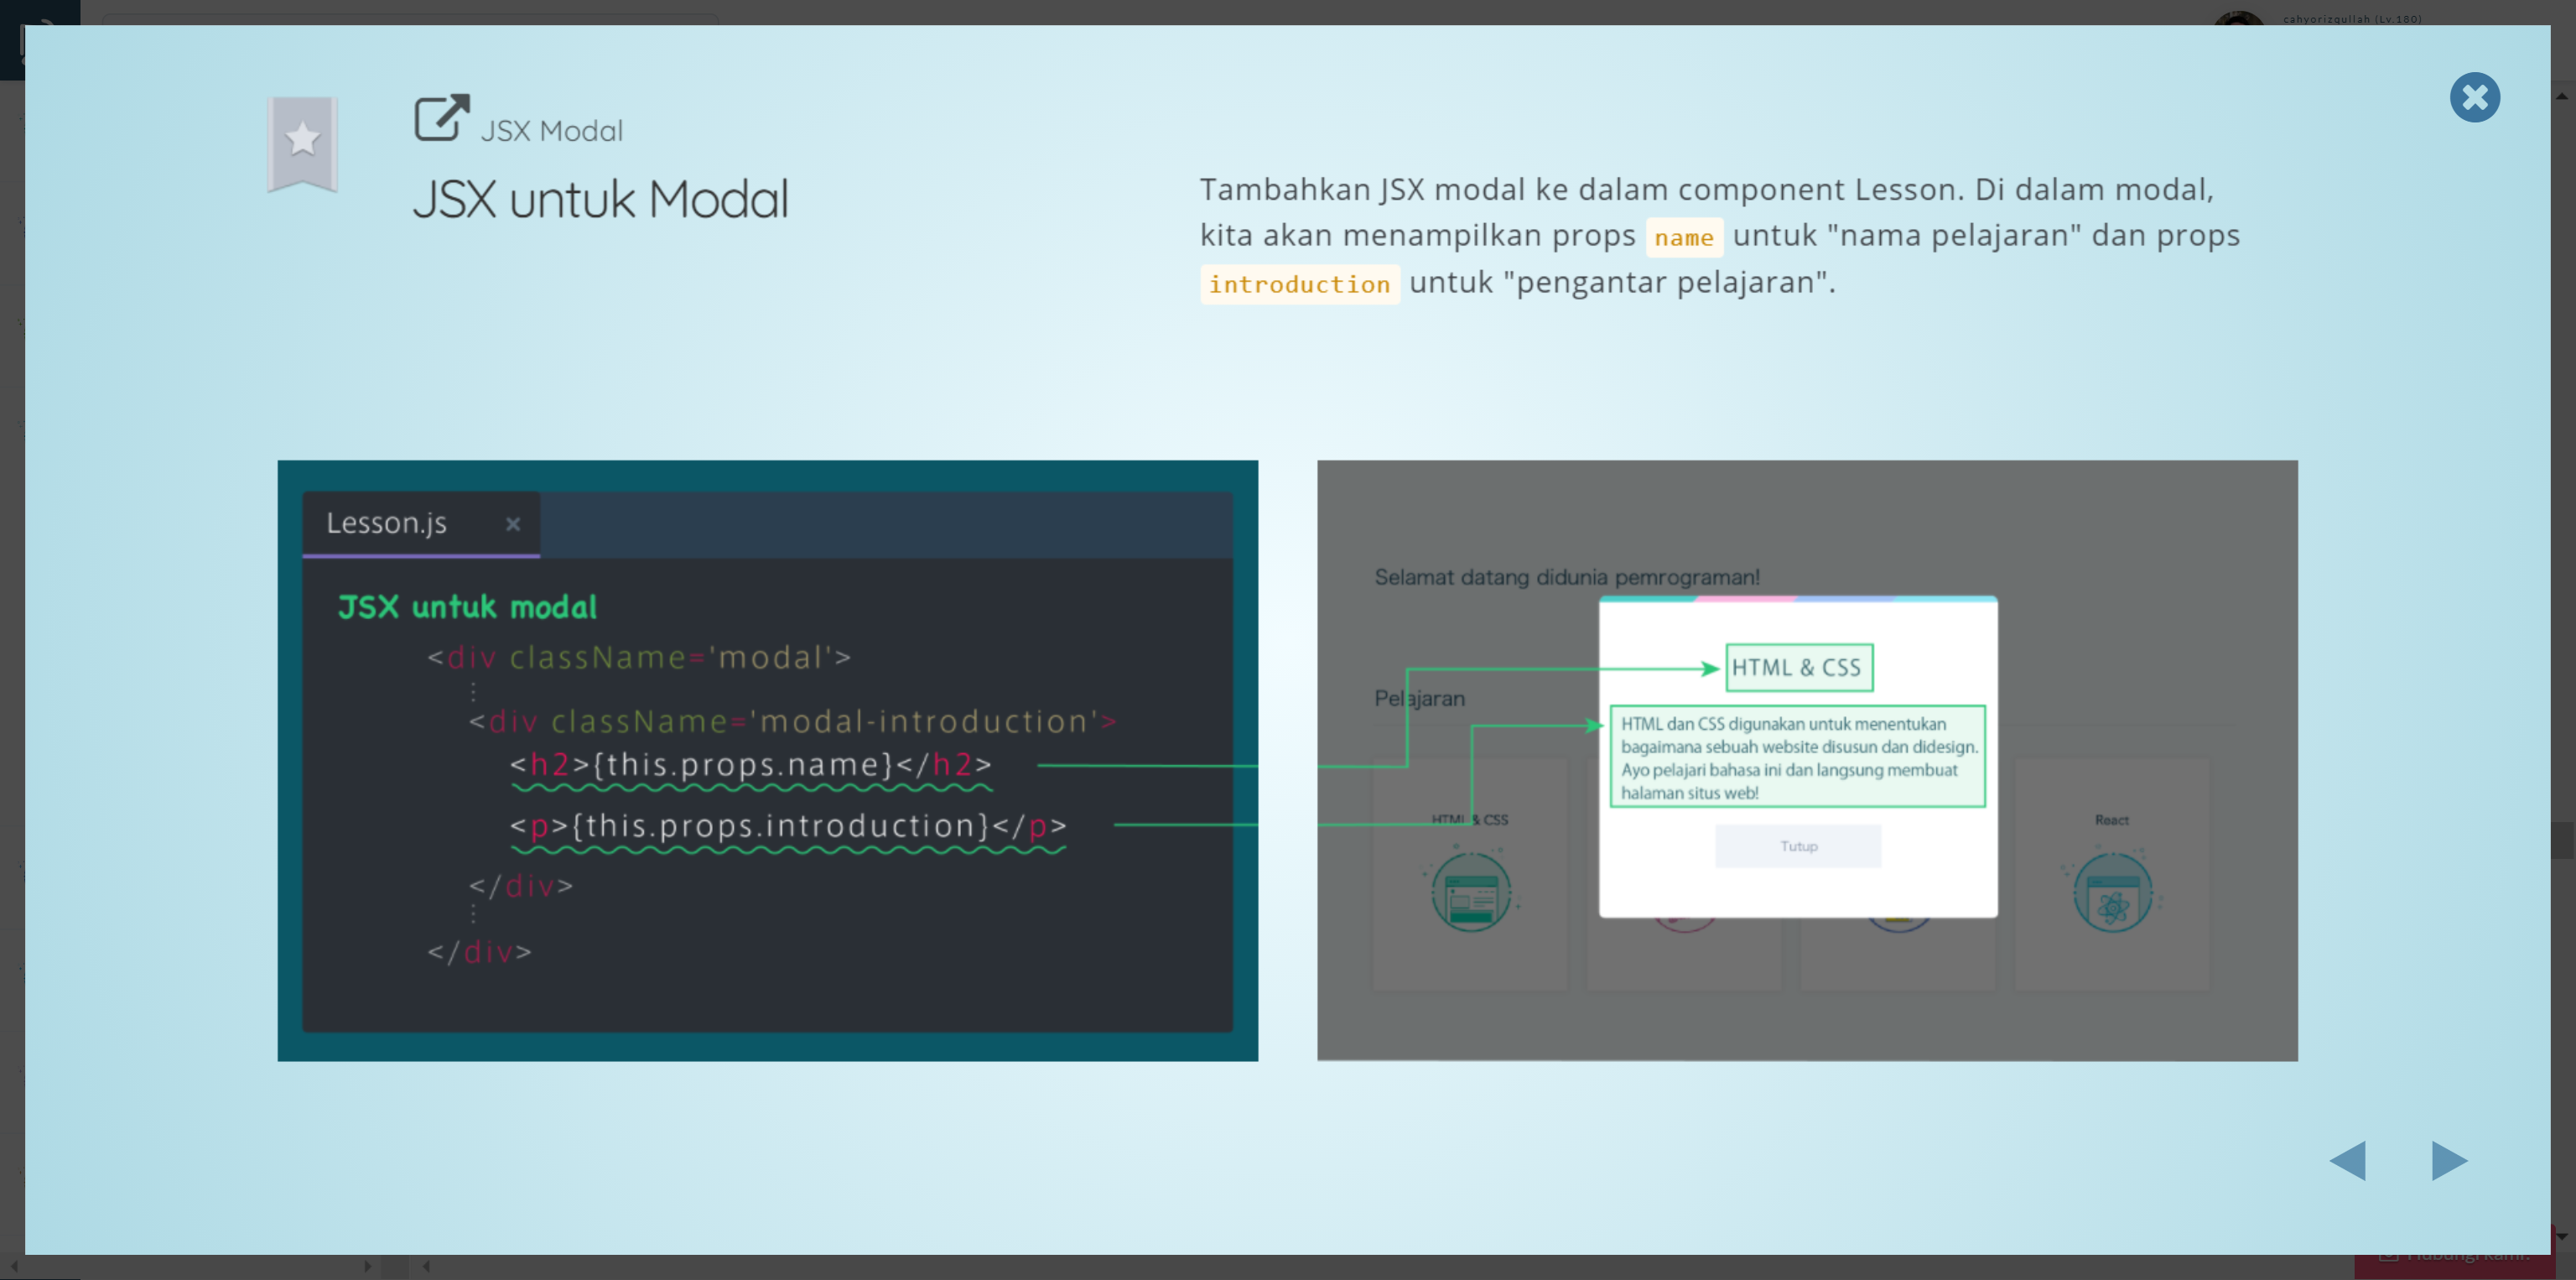 cahyorizqullah (Lv.180)
JSX Modal
JSX untuk Modal
Tambahkan JSX modal ke dalam component Lesson. Di dalam modal,
kita akan menampilkan props name untuk "nama pelajaran" dan props
introduction untuk "pengantar pelajaran".
Lesson.js ×
JSX untuk modal
<div className='modal'>
<div className='modal-introduction'>
<h2>{this.props.name}</h2>
<p>{this.props.introduction}</p>
</div>
</div>
Selamat datang didunia pemrograman!
Pelajaran
HTML & CSS
HTML dan CSS digunakan untuk menentukan
bagaimana sebuah website disusun dan didesign.
Ayo pelajari bahasa ini dan langsung membuat
halaman situs web!
Tutup
HTML & CSS
React
Hubungi kami!